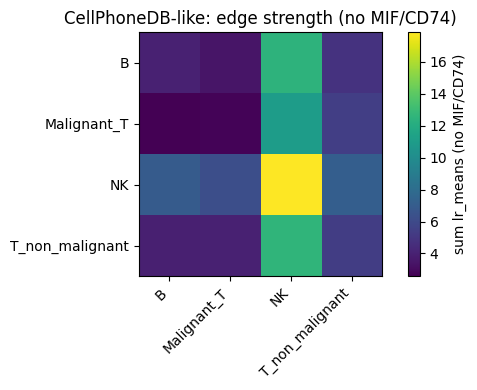 CellPhoneDB-like: edge strength (no MIF/CD74)
B
Malignant_T
NK
T_non_malignant
B
Malignant_T
NK
T_non_malignant
16
14
12
10
8
6
4
sum lr_means (no MIF/CD74)